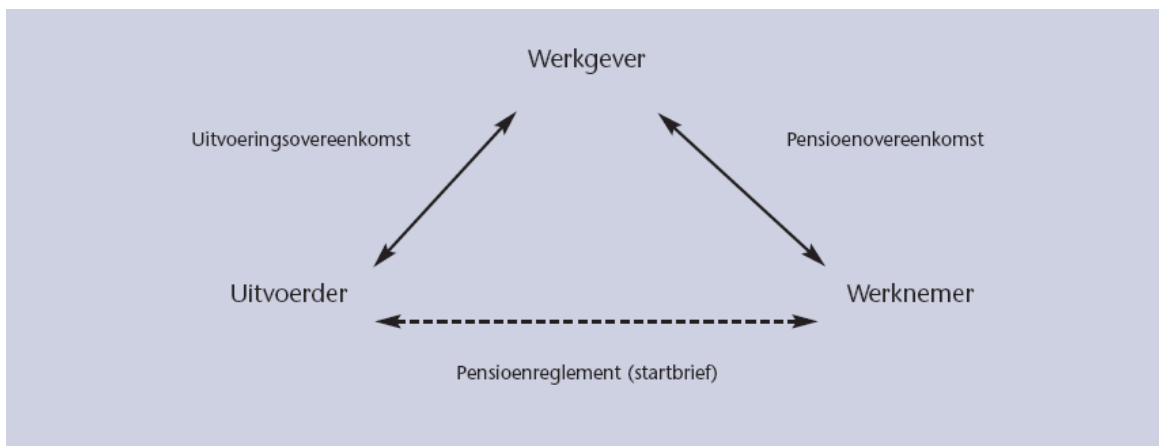 Werkgever
Uitvoeringsovereenkomst
Pensioenovereenkomst
Uitvoerder
Werknemer
Pensioenreglement (startbrief)